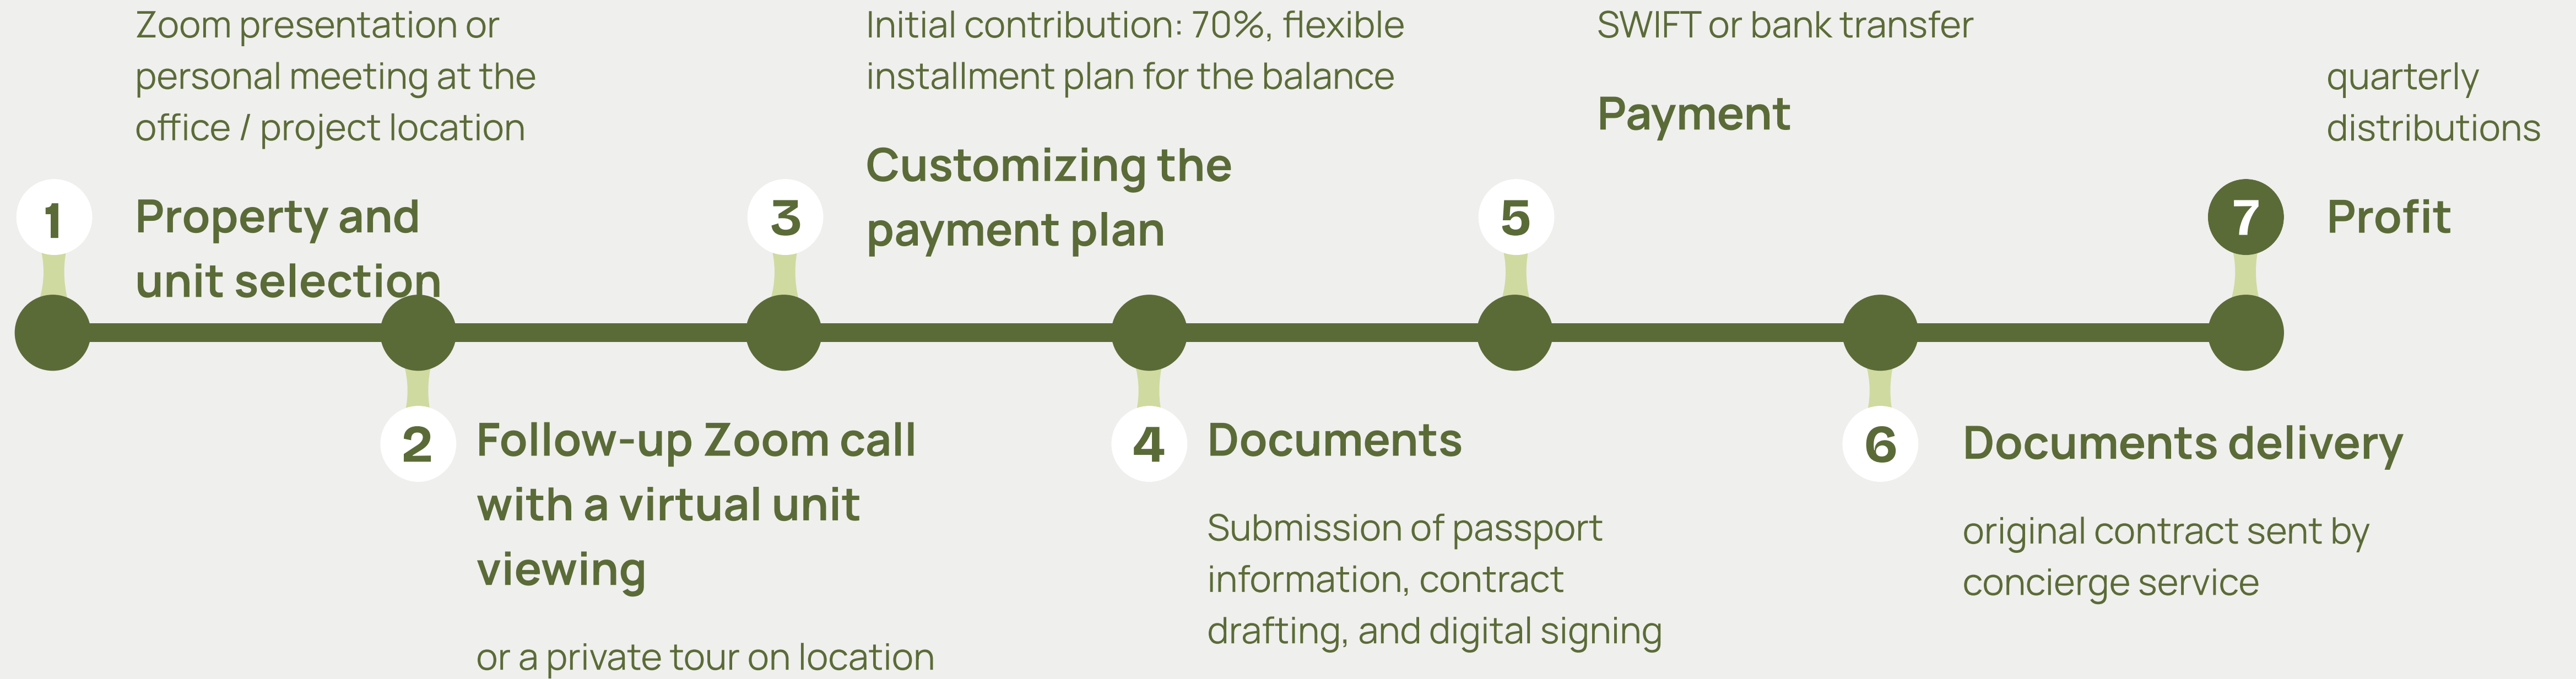 Zoom presentation or
personal meeting at the
office / project location
1
Property and
unit selection
2
Follow-up Zoom call
with a virtual unit
viewing
or a private tour on location
Initial contribution: 70%, flexible
installment plan for the balance
3
Customizing the
payment plan
4
Documents
Submission of passport
information, contract
drafting, and digital signing
SWIFT or bank transfer
5
Payment
6
Documents delivery
original contract sent by
concierge service
quarterly
distributions
7
Profit